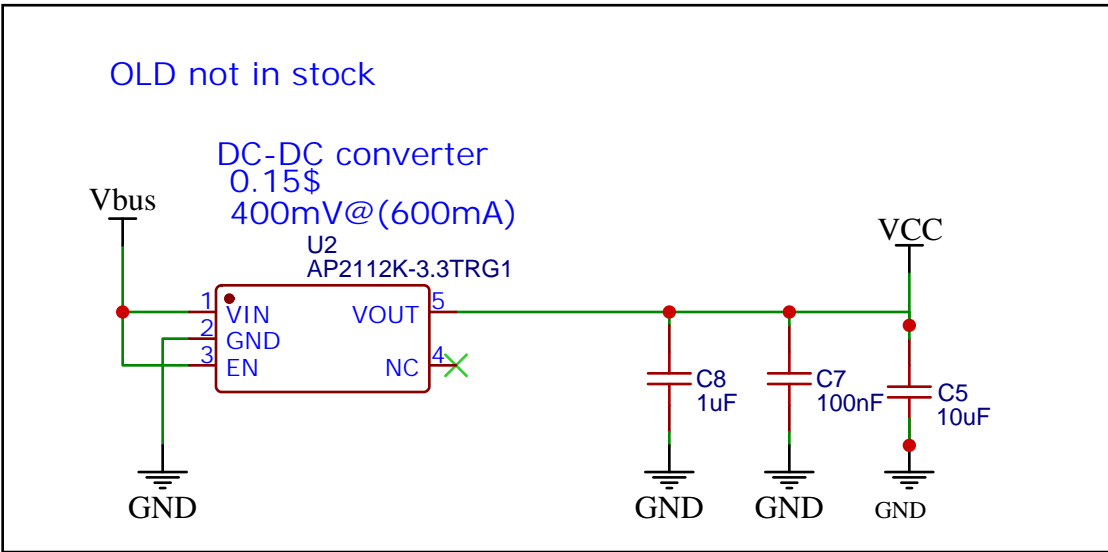 OLD not in stock
DC-DC converter
0.15$
400mV@(600mA)
Vbus
U2
AP2112K-3.3TRG1
VCC
1
VIN
VOUT
5
2
GND
3
EN
NC
4
C8
1uF
C7
100nF
C5
10uF
GND
GND
GND
GND